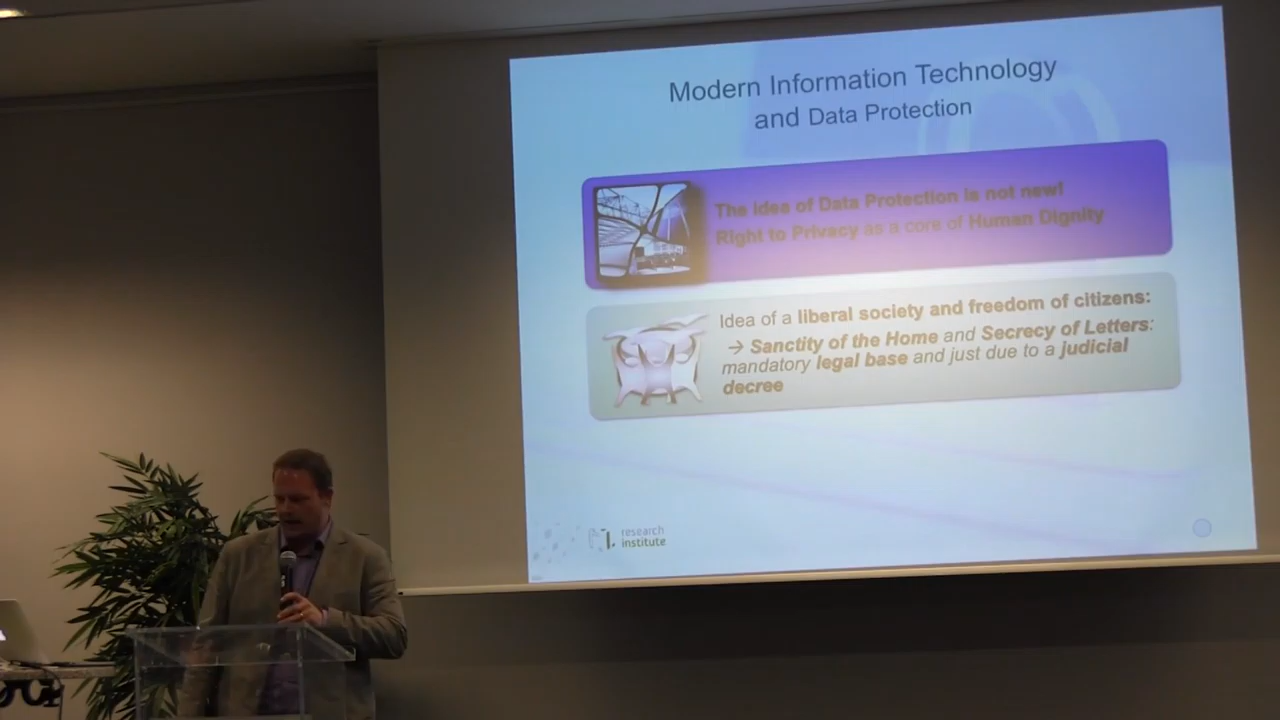 Modern Information Technology
and Data Protection
The idea of Data Protection is not new!
Right to Privacy as a core of Human Dignity
Idea of a liberal society and freedom of citizens:
→ Sanctity of the Home and Secrecy of Letters:
mandatory legal base and just due to a judicial
decree
research
institute